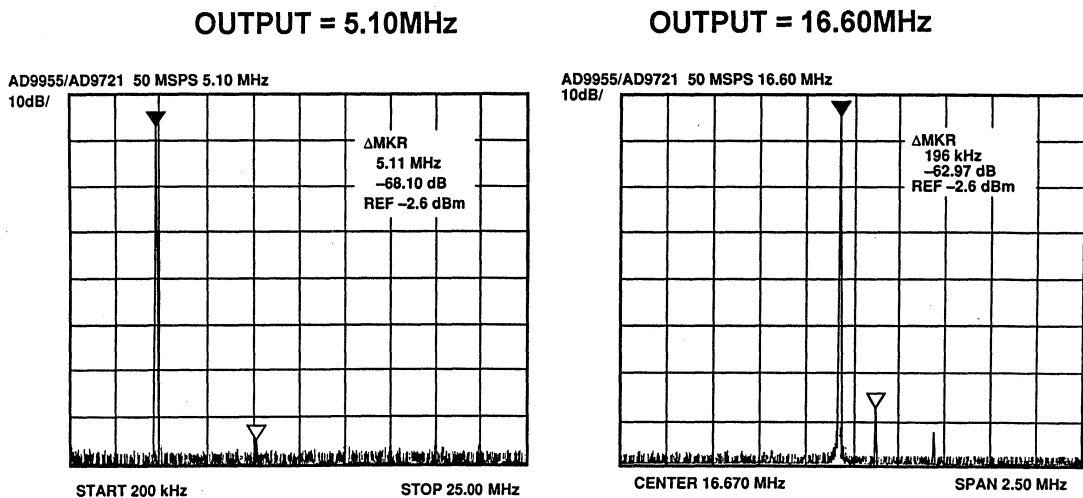 OUTPUT = 5.10MHz
AD9955/AD9721 50 MSPS 5.10 MHz
10dB/
ΔMKR
5.11 MHz
–68.10 dB
REF –2.6 dBm
START 200 kHz
STOP 25.00 MHz
OUTPUT = 16.60MHz
AD9955/AD9721 50 MSPS 16.60 MHz
10dB/
ΔMKR
196 kHz
–62.97 dB
REF –2.6 dBm
CENTER 16.670 MHz
SPAN 2.50 MHz